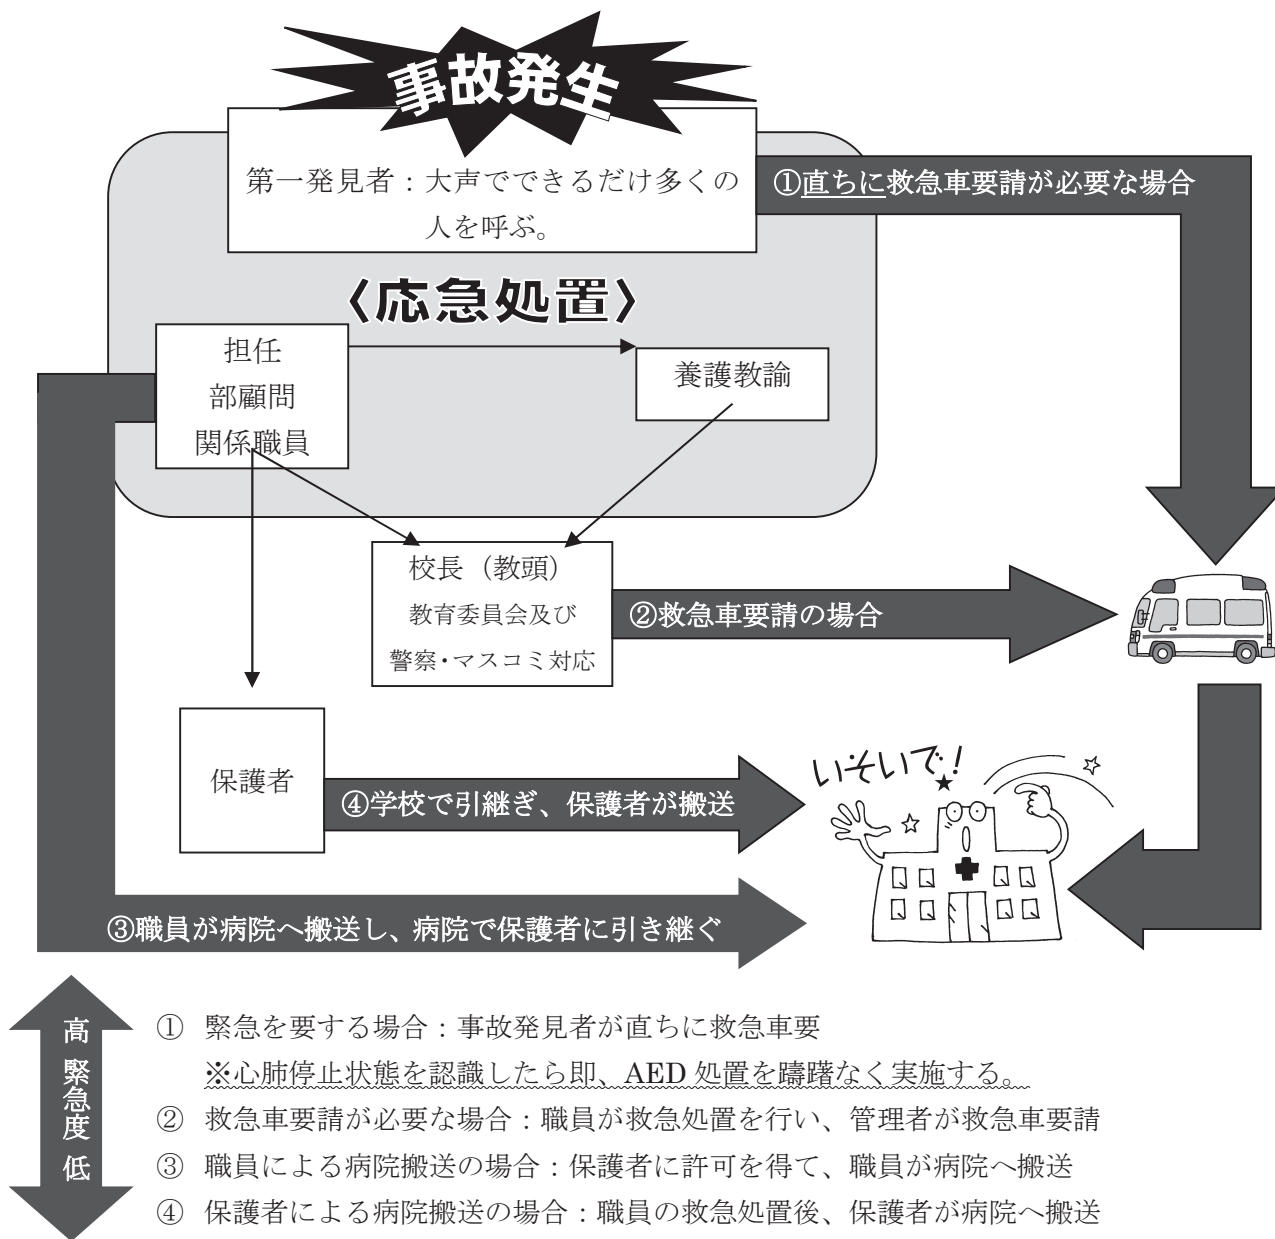 事故発生
第一発見者：大声でできるだけ多くの
人を呼ぶ。
①直ちに救急車要請が必要な場合
〈応急処置〉
担任
部顧問
関係職員
養護教諭
校長（教頭）
教育委員会及び
警察・マスコミ対応
②救急車要請の場合
保護者
④学校で引継ぎ、保護者が搬送
いそいで！
③職員が病院へ搬送し、病院で保護者に引き継ぐ
高 緊急度 低
① 緊急を要する場合：事故発見者が直ちに救急車要
※心肺停止状態を認識したら即、AED 処置を躊躇なく実施する。
② 救急車要請が必要な場合：職員が救急処置を行い、管理者が救急車要請
③ 職員による病院搬送の場合：保護者に許可を得て、職員が病院へ搬送
④ 保護者による病院搬送の場合：職員の救急処置後、保護者が病院へ搬送